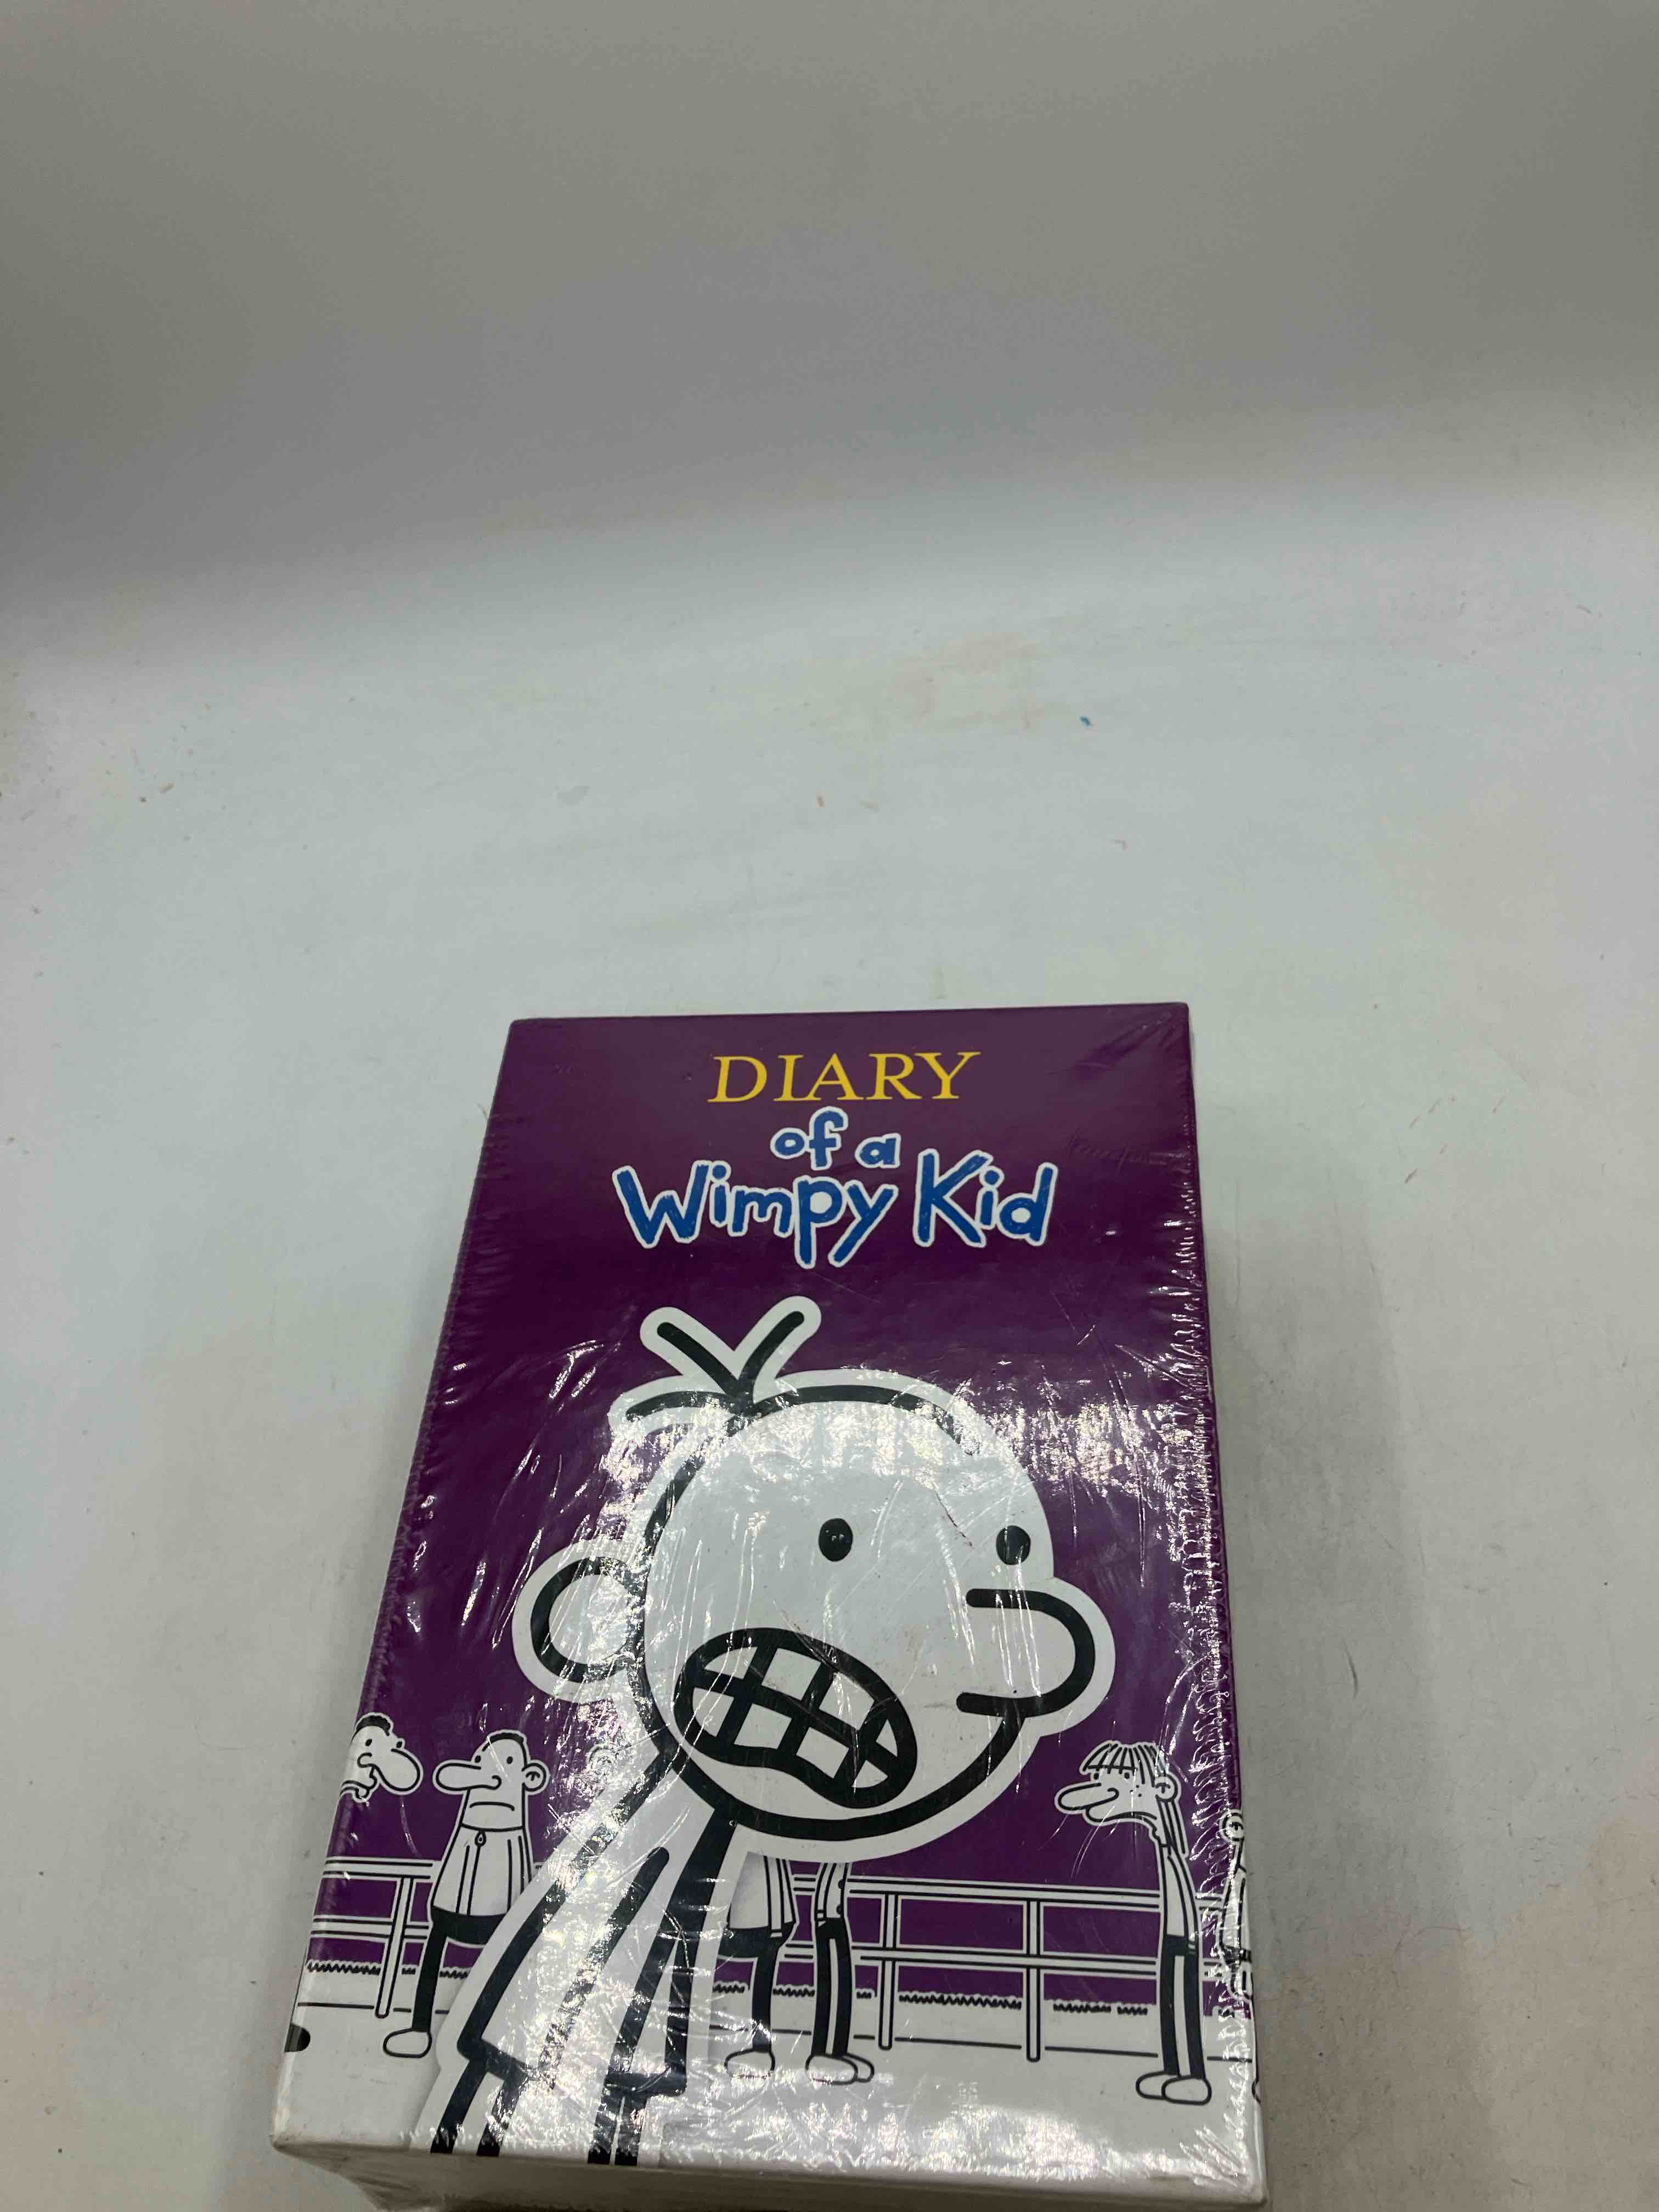 DIARY
of a
Wimpy Kid